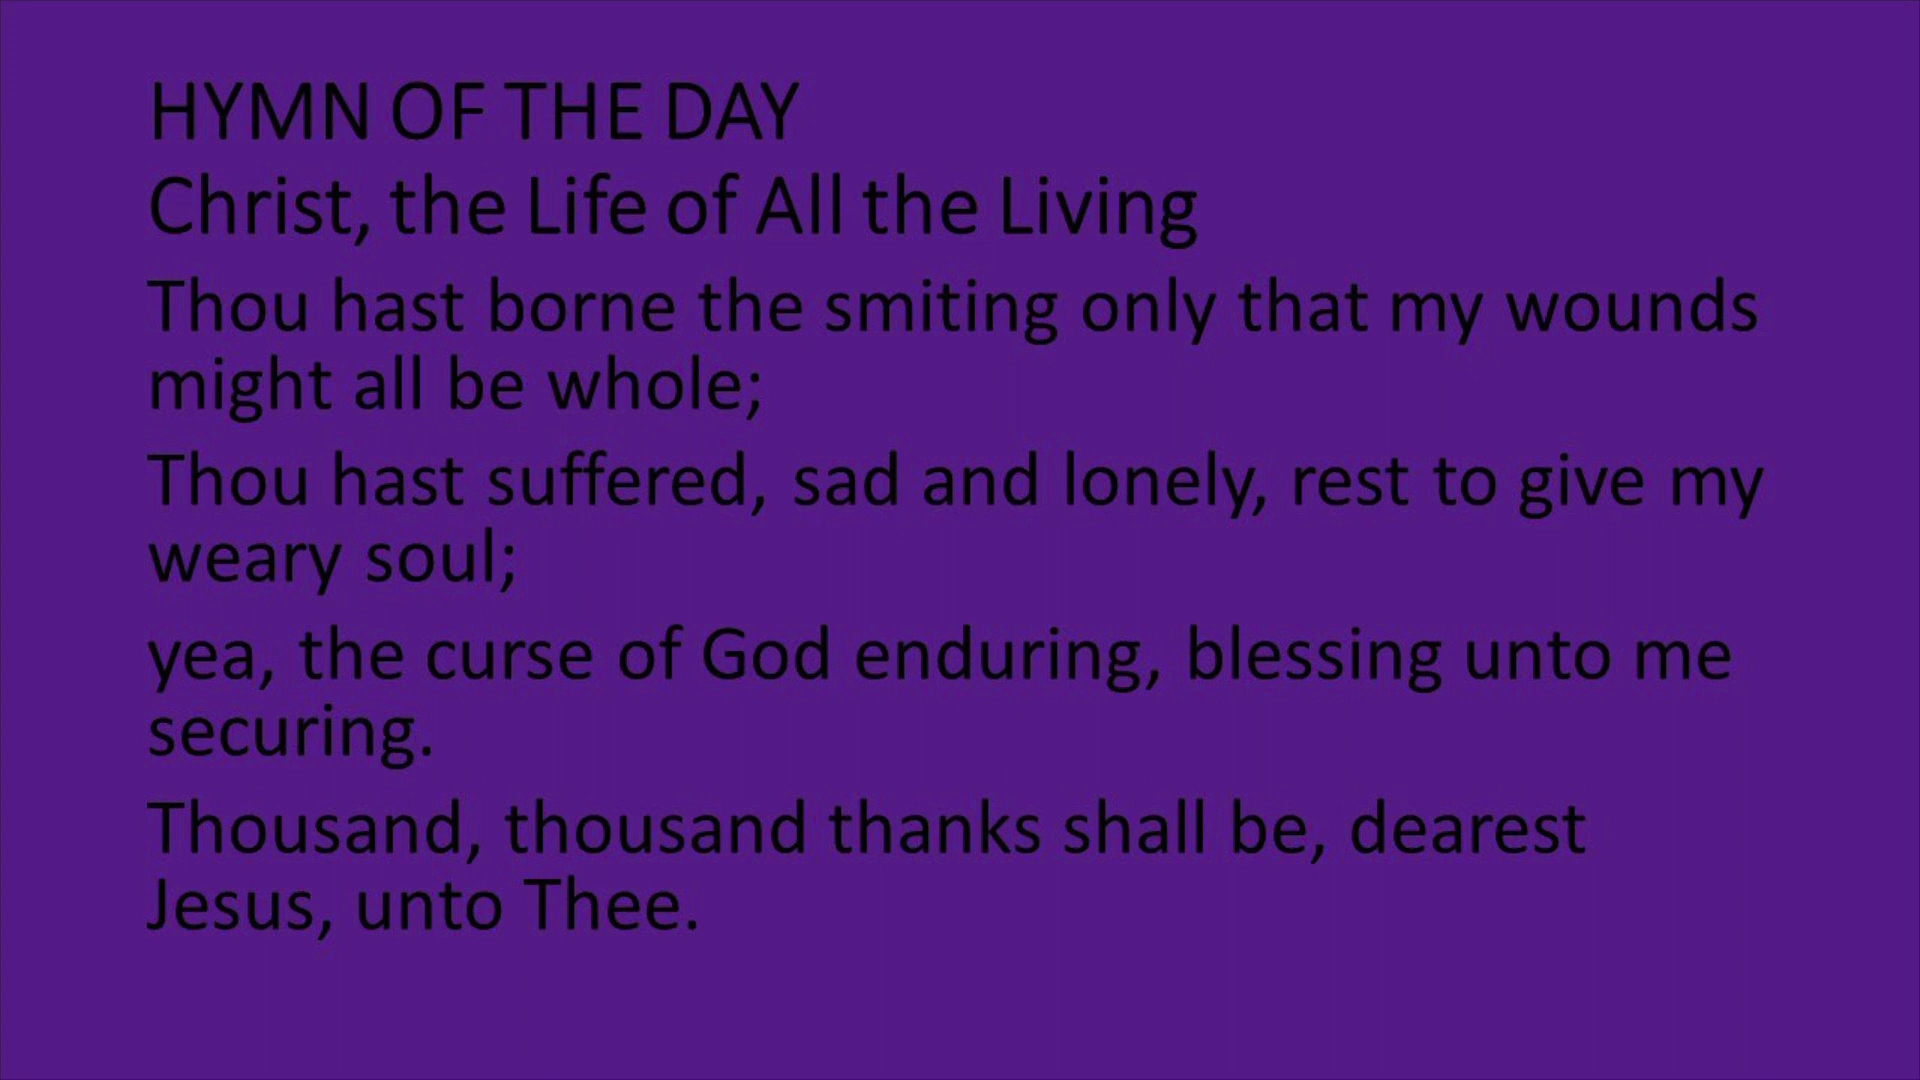 HYMN OF THE DAY
Christ, the Life of All the Living
Thou hast borne the smiting only that my wounds
might all be whole;
Thou hast suffered, sad and lonely, rest to give my
weary soul;
yea, the curse of God enduring, blessing unto me
securing.
Thousand, thousand thanks shall be, dearest
Jesus, unto Thee.